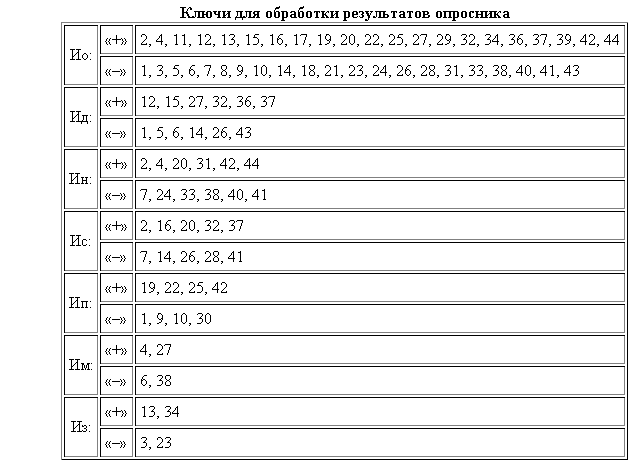 Ключи для обработки результатов опросника
Ио: «+» 2, 4, 11, 12, 13, 15, 16, 17, 19, 20, 22, 25, 27, 29, 32, 34, 36, 37, 39, 42, 44
«–» 1, 3, 5, 6, 7, 8, 9, 10, 14, 18, 21, 23, 24, 26, 28, 31, 33, 38, 40, 41, 43
Ид: «+» 12, 15, 27, 32, 36, 37
«–» 1, 5, 6, 14, 26, 43
Ин: «+» 2, 4, 20, 31, 42, 44
«–» 7, 24, 33, 38, 40, 41
Ис: «+» 2, 16, 20, 32, 37
«–» 7, 14, 26, 28, 41
Ип: «+» 19, 22, 25, 42
«–» 1, 9, 10, 30
Им: «+» 4, 27
«–» 6, 38
Из: «+» 13, 34
«–» 3, 23